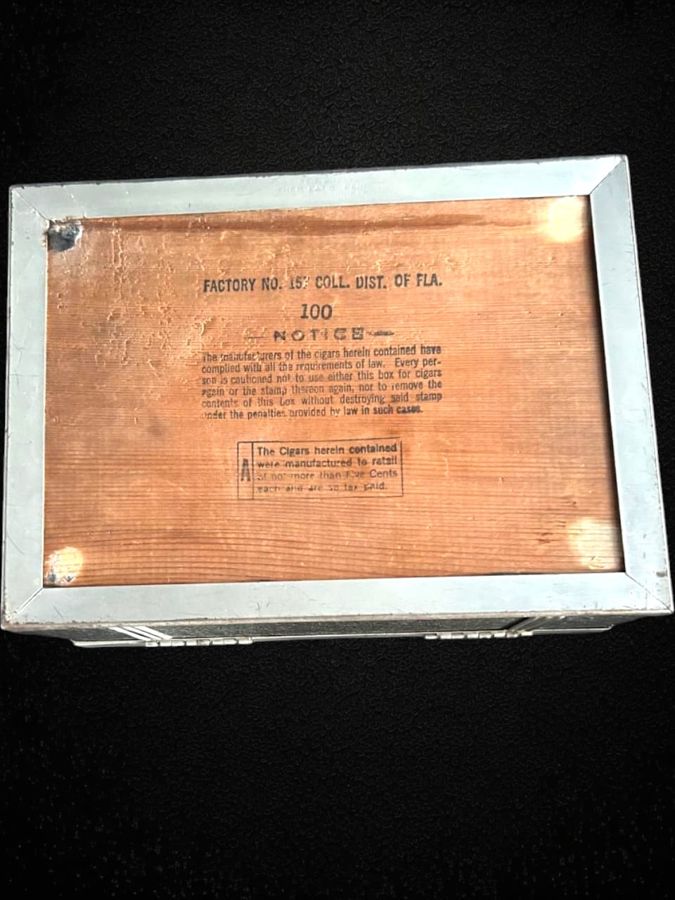 FACTORY NO. COLL. DIST. OF FLA.
100
NOTICE
The manufacturers of the cigars herein contained have
complied with all the requirements of law. Every per-
son is cautioned not to use either this box for cigars
again or the stamp thereon again, nor to remove the
contents of this box without destroying said stamp
under the penalties provided by law in such cases.
A
The Cigars herein contained
were manufactured to retail
at not more than Five Cents
each and are so tax paid.